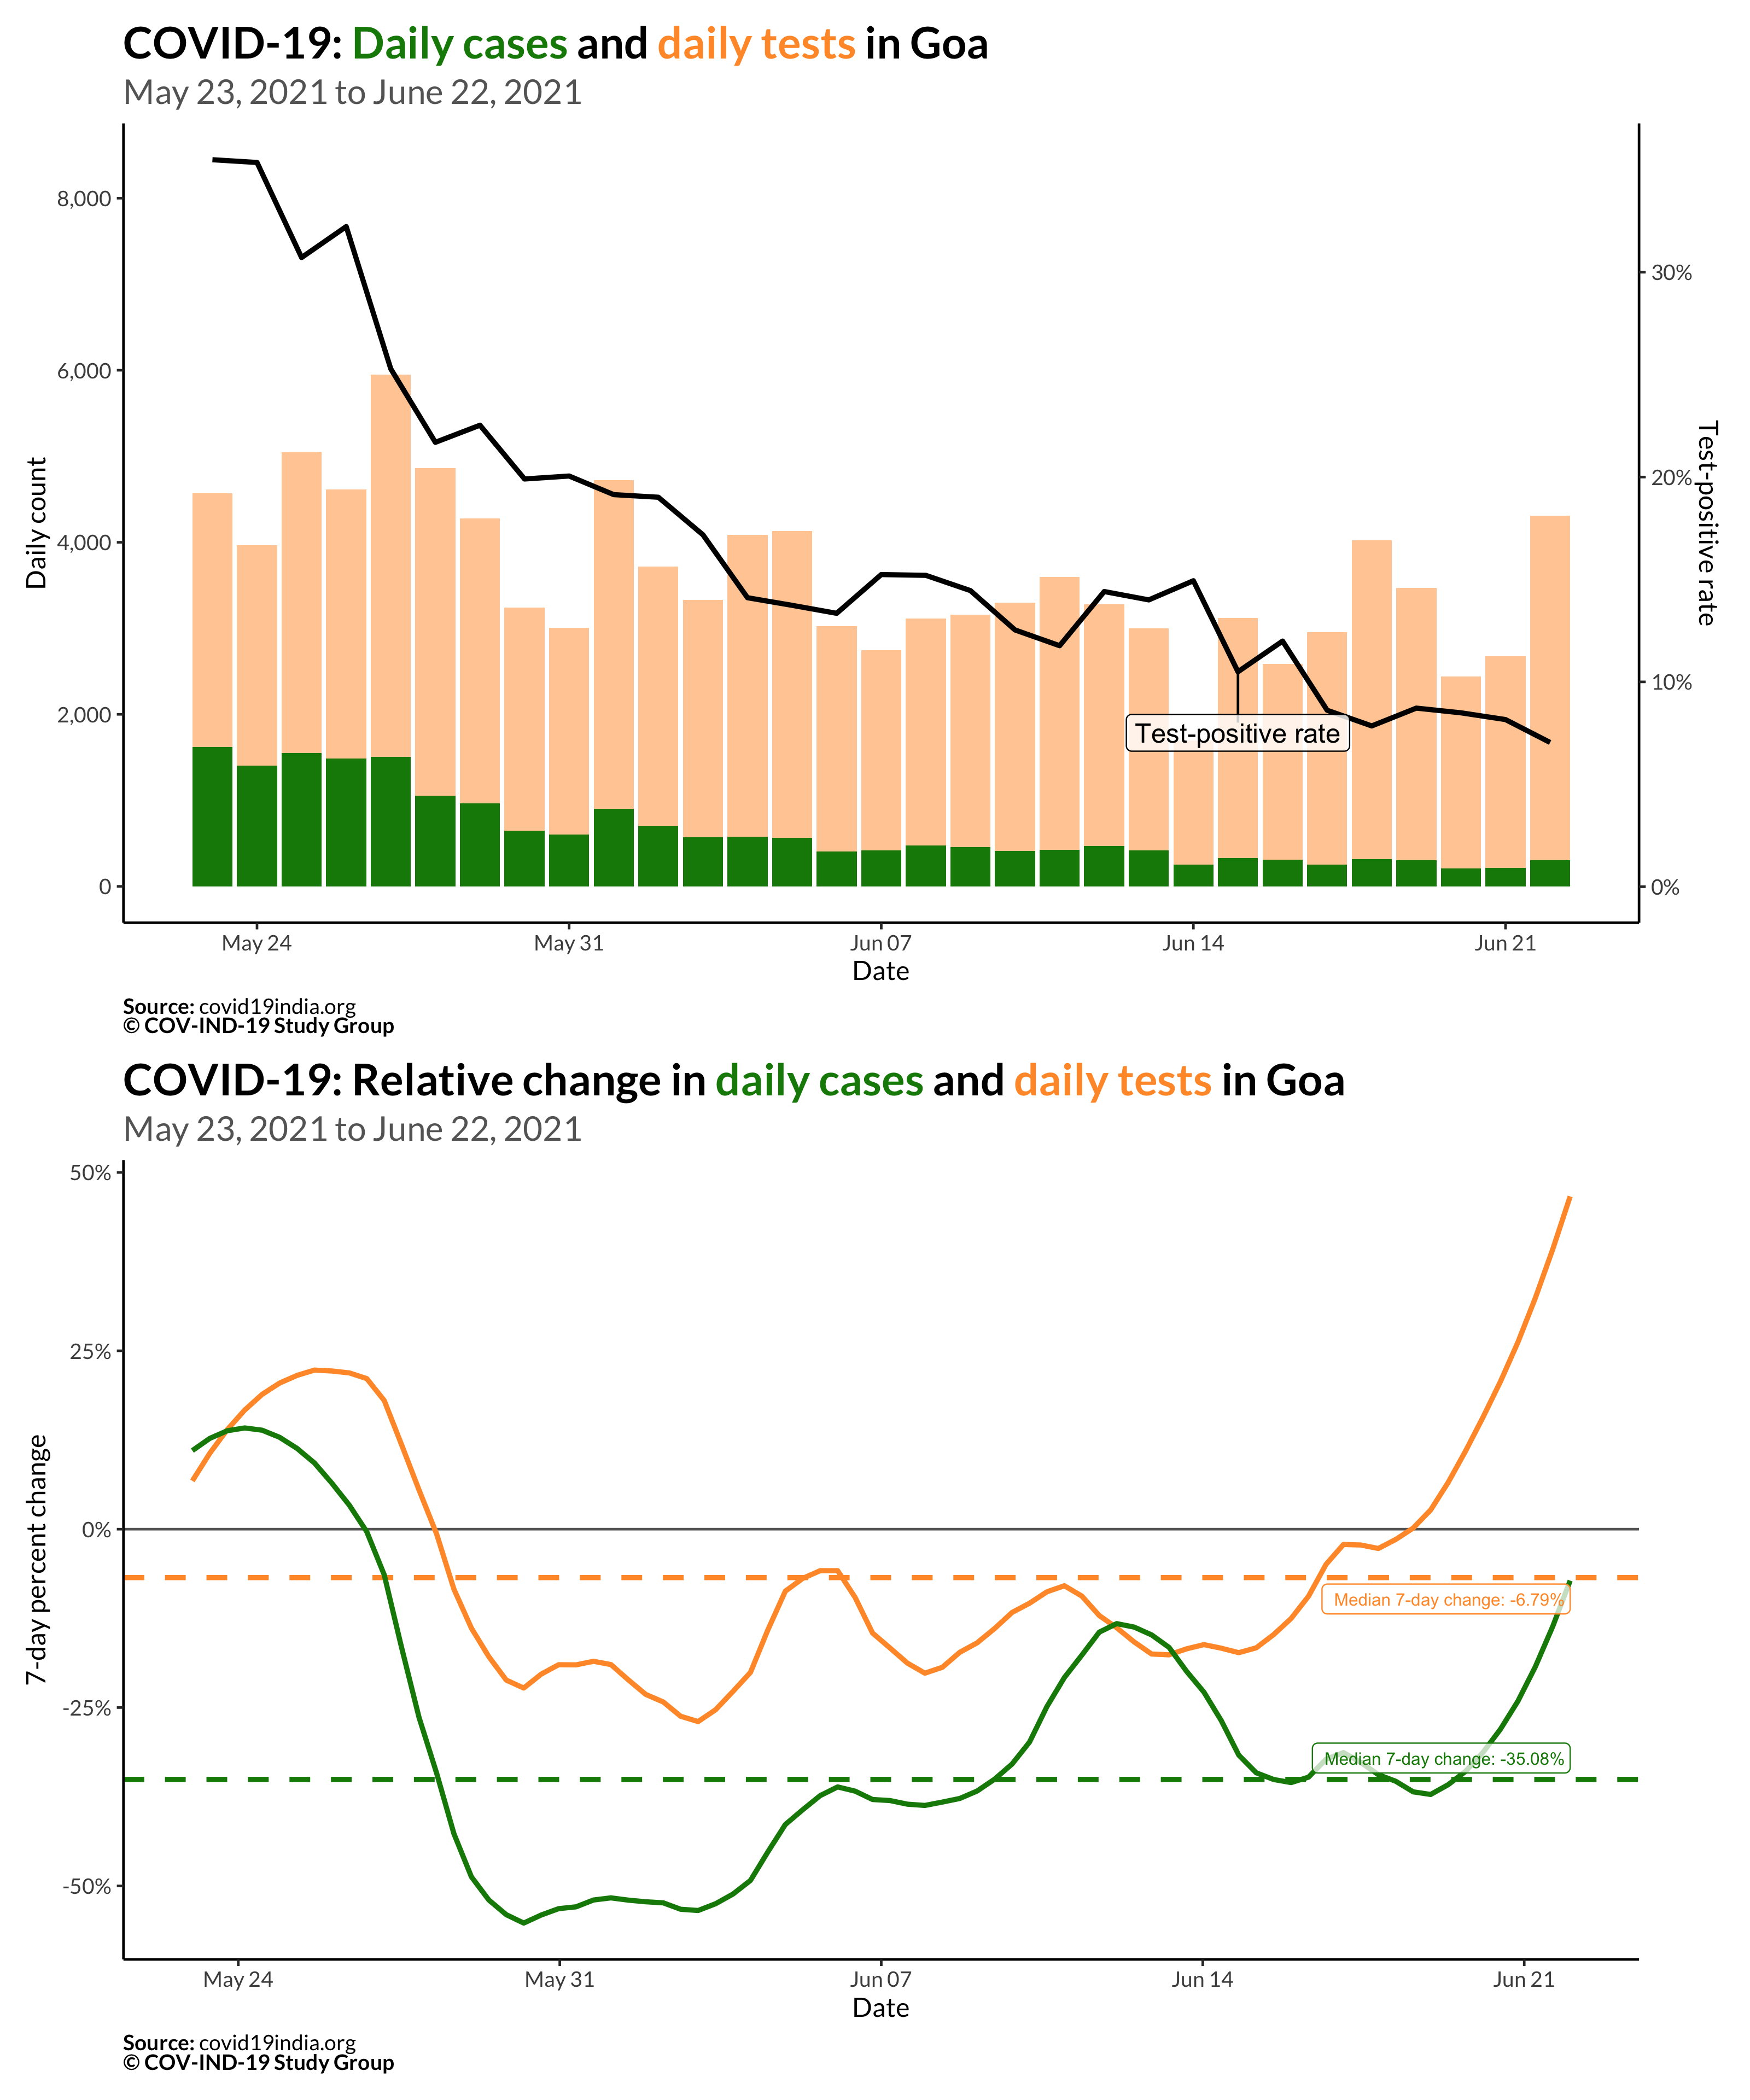 COVID-19: Daily cases and daily tests in Goa
May 23, 2021 to June 22, 2021
Daily count
8,000
6,000
4,000
2,000
0
30%
20%
10%
0%
Test-positive rate
Test-positive rate
May 24
May 31
Jun 07
Jun 14
Jun 21
Date
Source: covid19india.org
© COV-IND-19 Study Group
COVID-19: Relative change in daily cases and daily tests in Goa
May 23, 2021 to June 22, 2021
7-day percent change
50%
25%
0%
-25%
-50%
Median 7-day change: -6.79%
Median 7-day change: -35.08%
May 24
May 31
Jun 07
Jun 14
Jun 21
Date
Source: covid19india.org
© COV-IND-19 Study Group